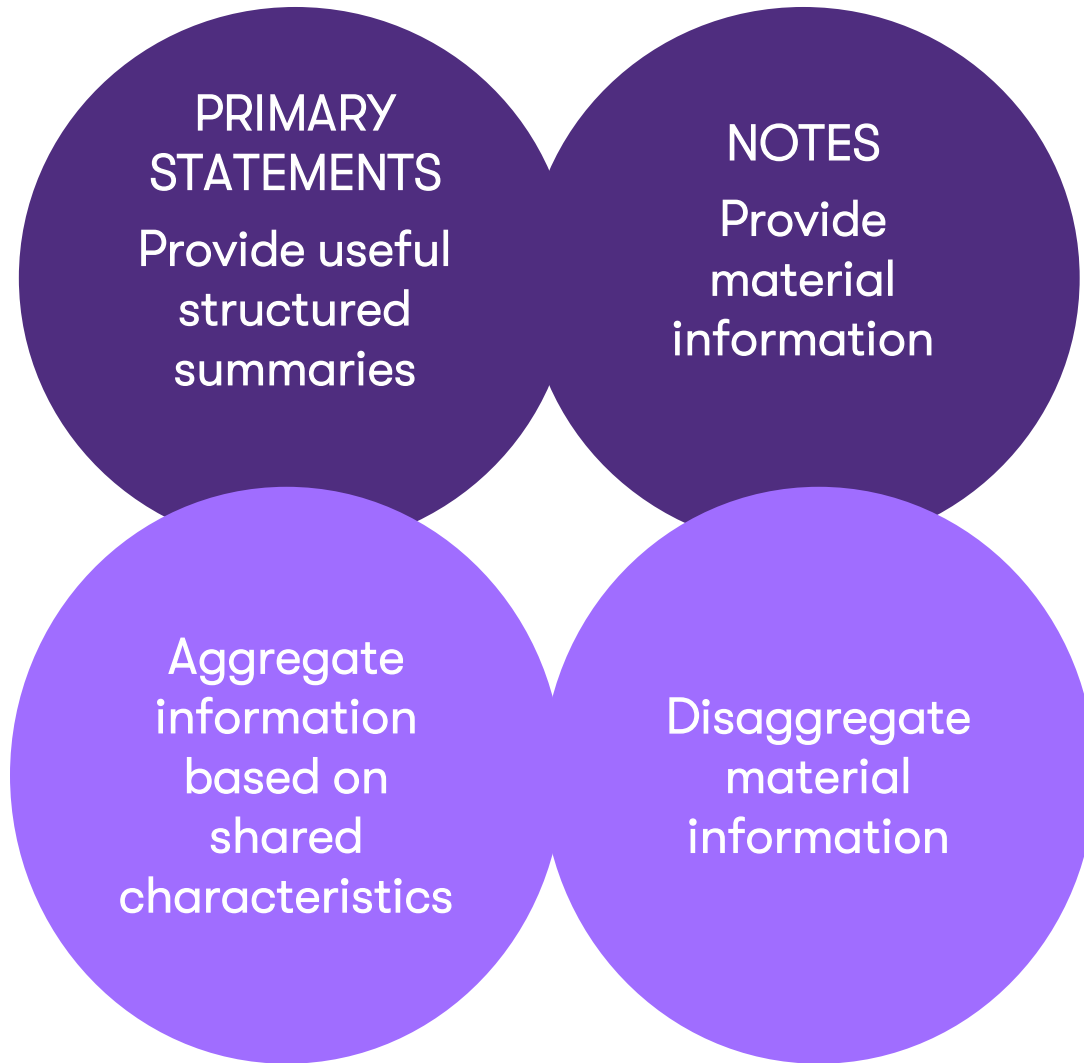 PRIMARY
STATEMENTS
Provide useful
structured
summaries
NOTES
Provide
material
information
Aggregate
information
based on
shared
characteristics
Disaggregate
material
information